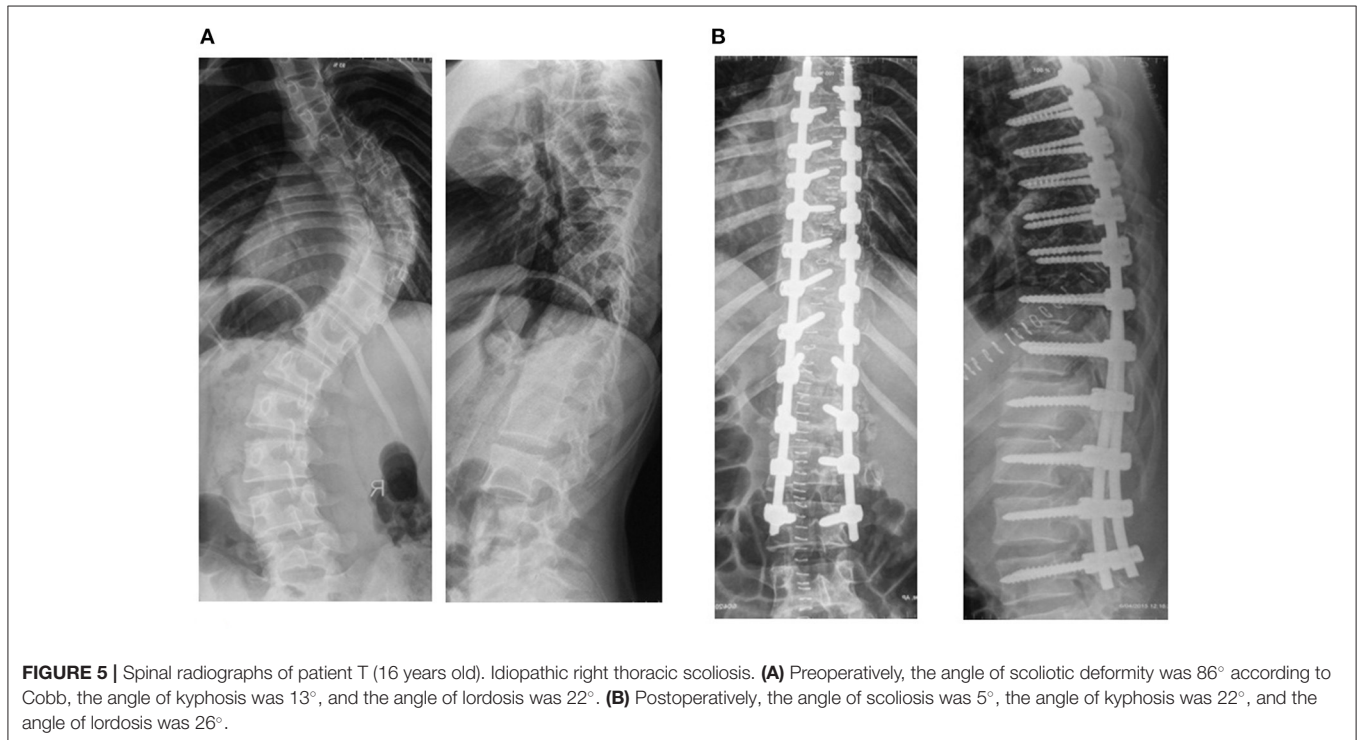 A
B
R
FIGURE 5 | Spinal radiographs of patient T (16 years old). Idiopathic right thoracic scoliosis. (A) Preoperatively, the angle of scoliotic deformity was 86° according to
Cobb, the angle of kyphosis was 13°, and the angle of lordosis was 22°. (B) Postoperatively, the angle of scoliosis was 5°, the angle of kyphosis was 22°, and the
angle of lordosis was 26°.